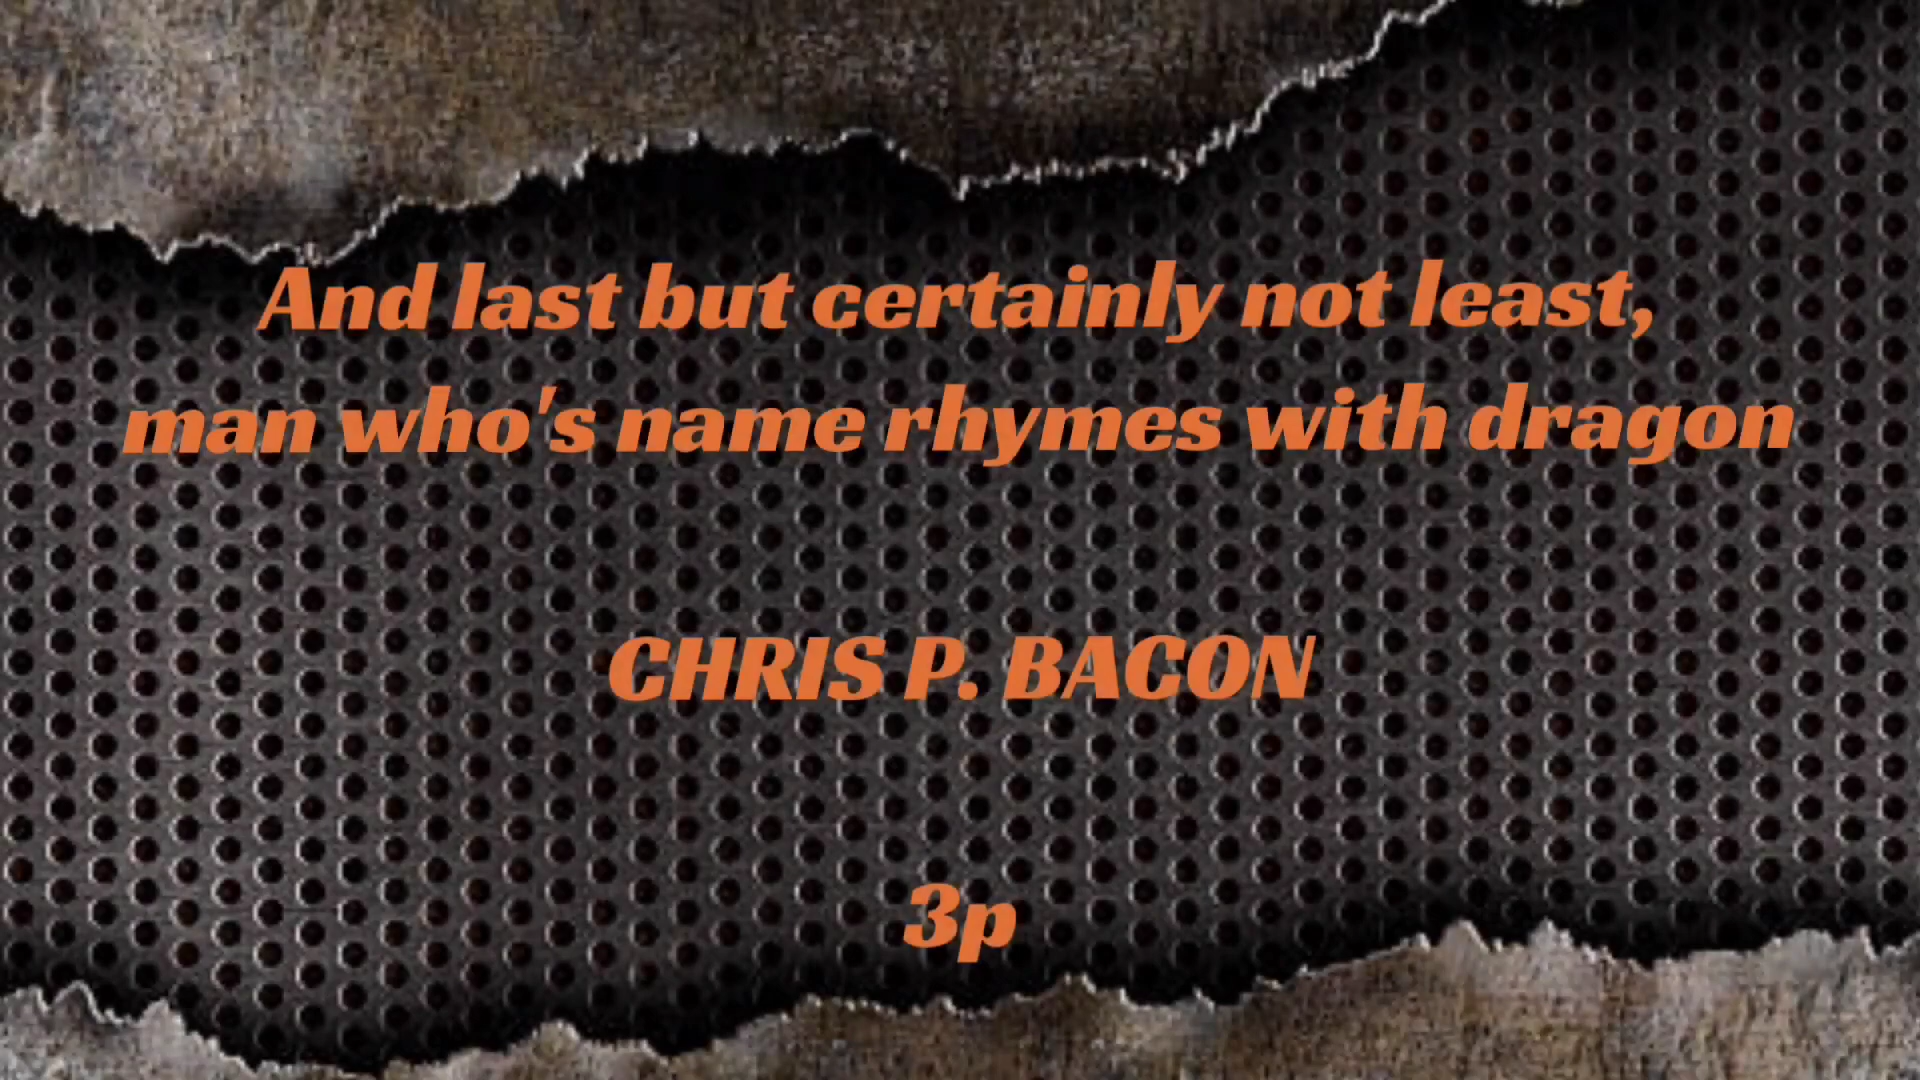 And last but certainly not least,
man who's name rhymes with dragon
CHRIS P. BACON
3p